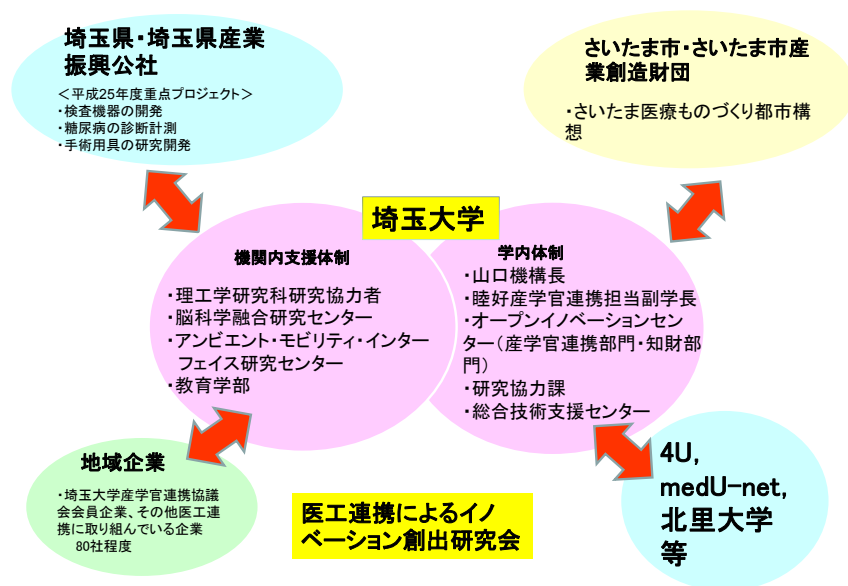 埼玉県・埼玉県産業
振興公社
＜平成25年度重点プロジェクト＞
・検査機器の開発
・糖尿病の診断計測
・手術用具の研究開発
さいたま市・さいたま市産
業創造財団
・さいたま医療ものづくり都市構
想
埼玉大学
機関内支援体制
・理工学研究科研究協力者
・脳科学融合研究センター
・アンビエント・モビリティ・インター
フェイス研究センター
・教育学部
学内体制
・山口機構長
・睦好産学官連携担当副学長
・オープンイノベーションセン
ター（産学官連携部門・知財部
門）
・研究協力課
・総合技術支援センター
地域企業
・埼玉大学産学官連携協議
会会員企業、その他医工連
携に取り組んでいる企業
80社程度
医工連携によるイノ
ベーション創出研究会
4U,
medU-net,
北里大学
等